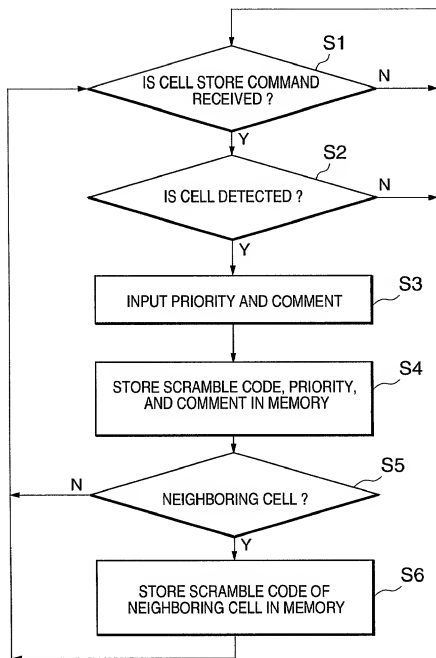 S1
IS CELL STORE COMMAND
RECEIVED ?
N
Y
S2
IS CELL DETECTED ?
N
Y
S3
INPUT PRIORITY AND COMMENT
S4
STORE SCRAMBLE CODE, PRIORITY,
AND COMMENT IN MEMORY
S5
N
NEIGHBORING CELL ?
Y
S6
STORE SCRAMBLE CODE OF
NEIGHBORING CELL IN MEMORY